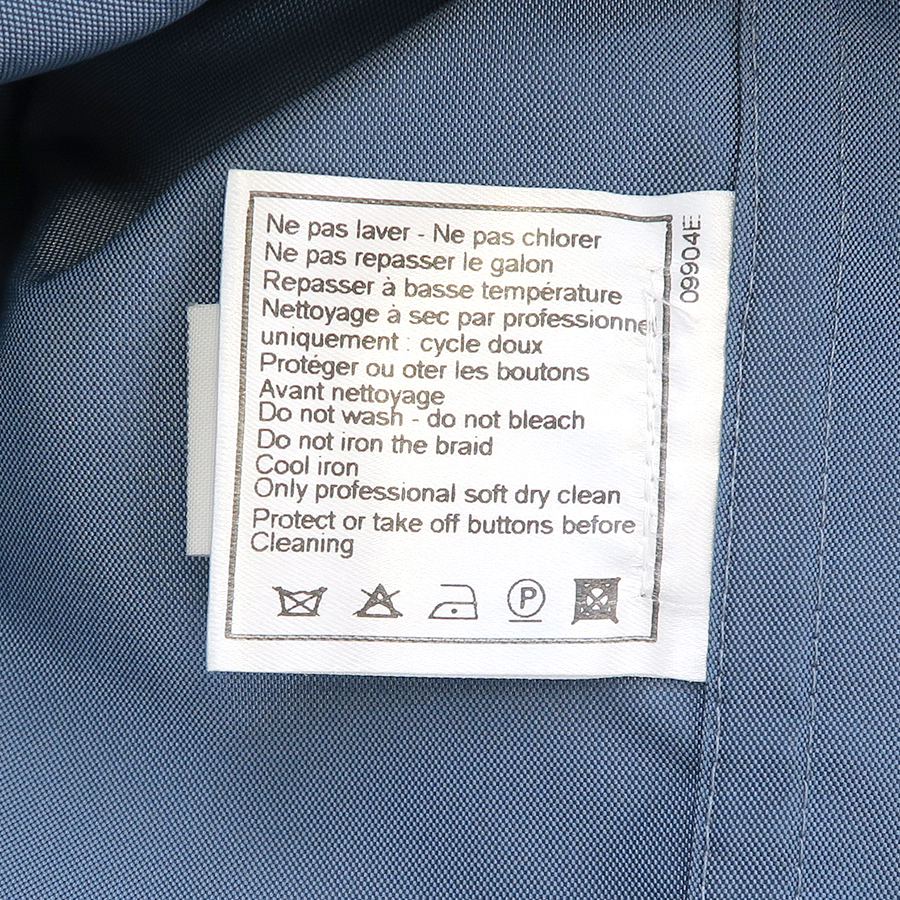 Ne pas laver - Ne pas chlorer
Ne pas repasser le galon
Repasser à basse température
Nettoyage à sec par professionne
uniquement : cycle doux
Protéger ou oter les boutons
Avant nettoyage
Do not wash - do not bleach
Do not iron the braid
Cool iron
Only professional soft dry clean
Protect or take off buttons before
Cleaning
P
09904E